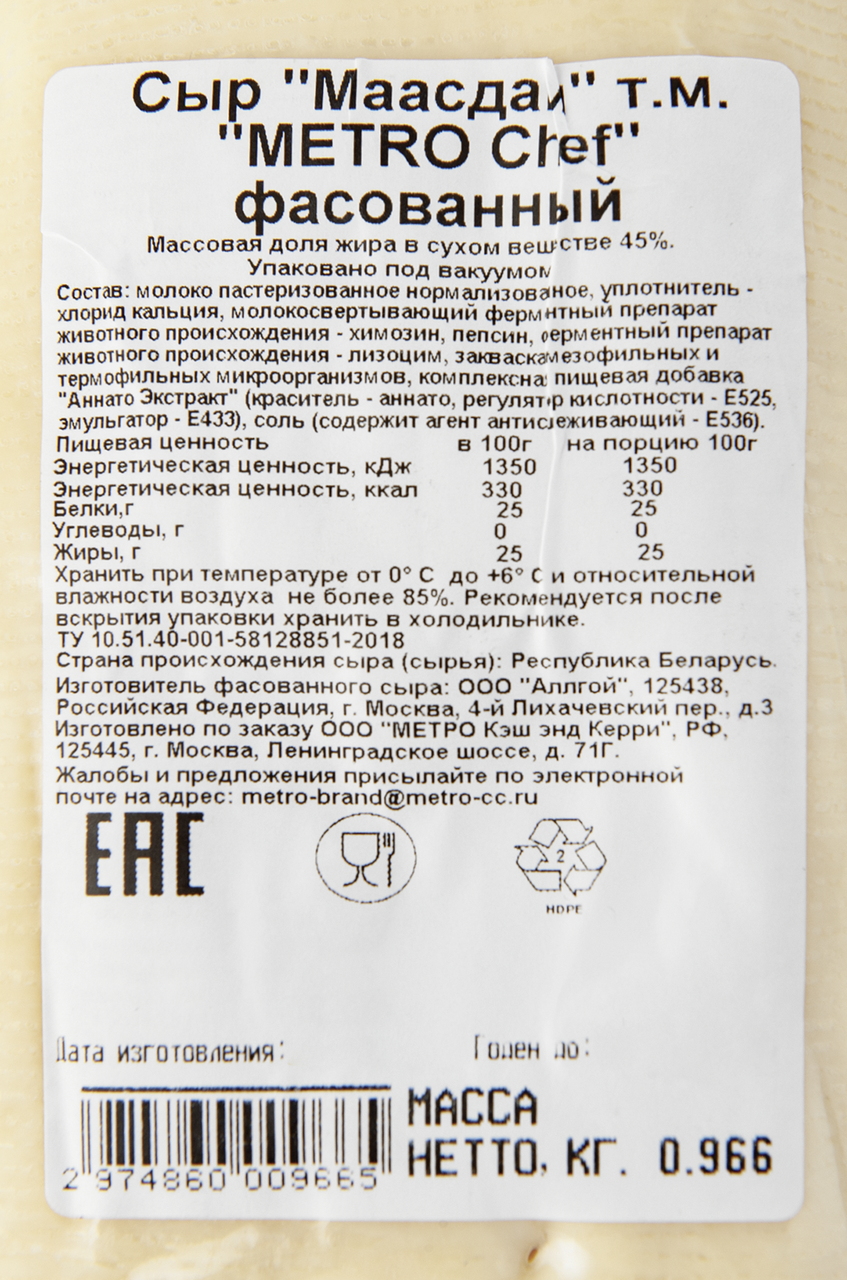 Сыр "Маасдам" т.м.
"METRO Chef"
фасованный
Массовая доля жира в сухом веществе 45%.
Упаковано под вакуумом
Состав: молоко пастеризованное нормализованное, уплотнитель -
хлорид кальция, молокосвертывающий ферментный препарат
животного происхождения - химозин, пепсин, ферментный препарат
животного происхождения - лизоцим, закваска мезофильных и
термофильных микроорганизмов, комплексная пищевая добавка
"Аннато Экстракт" (краситель - аннато, регулятор кислотности - Е525,
эмульгатор - Е433), соль (содержит агент антислеживающий - Е536).
Пищевая ценность в 100г на порцию 100г
Энергетическая ценность, кДж 1350 1350
Энергетическая ценность, ккал 330 330
Белки,г 25 25
Углеводы, г 0 0
Жиры, г 25 25
Хранить при температуре от 0° С до +6° С и относительной
влажности воздуха не более 85%. Рекомендуется после
вскрытия упаковки хранить в холодильнике.
ТУ 10.51.40-001-58128851-2018
Страна происхождения сыра (сырья): Республика Беларусь.
Изготовитель фасованного сыра: ООО "Аллгой", 125438,
Российская Федерация, г. Москва, 4-й Лихачевский пер., д.3
Изготовлено по заказу ООО "МЕТРО Кэш энд Керри", РФ,
125445, г. Москва, Ленинградское шоссе, д. 71Г.
Жалобы и предложения присылайте по электронной
почте на адрес: metro-brand@metro-cc.ru
EAC
2
HDPE
Дата изготовления: Годен до:
МАССА
НЕТТО, КГ. 0.966
2 974860 009665